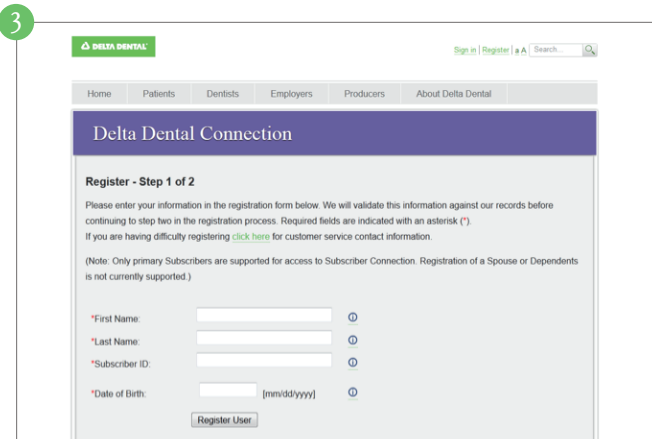 3
DELTA DENTAL
Sign in | Register | a A Search...
Home Patients Dentists Employers Producers About Delta Dental
Delta Dental Connection
Register - Step 1 of 2
Please enter your information in the registration form below. We will validate this information against our records before
continuing to step two in the registration process. Required fields are indicated with an asterisk (*).
If you are having difficulty registering click here for customer service contact information.
(Note: Only primary Subscribers are supported for access to Subscriber Connection. Registration of a Spouse or Dependents
is not currently supported.)
*First Name:
*Last Name:
*Subscriber ID:
*Date of Birth: [mm/dd/yyyy]
Register User